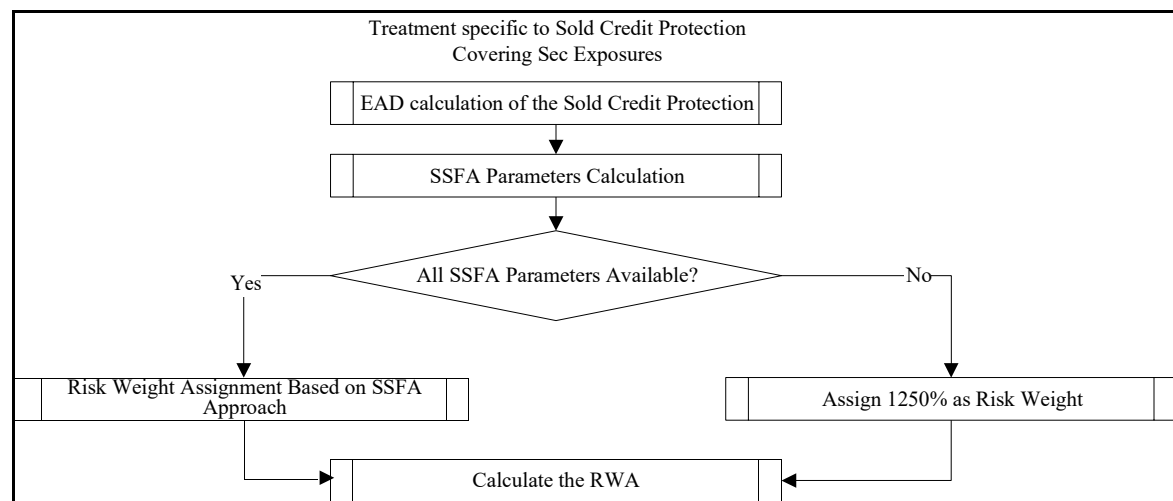 Treatment specific to Sold Credit Protection
Covering Sec Exposures
EAD calculation of the Sold Credit Protection
SSFA Parameters Calculation
All SSFA Parameters Available?
Yes
No
Risk Weight Assignment Based on SSFA
Approach
Assign 1250% as Risk Weight
Calculate the RWA